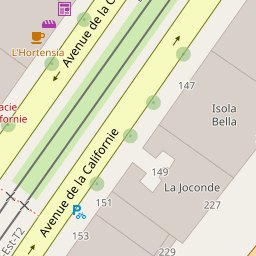 Avenue de la C
L'Hortensia
acie
fornie
147
Isola
Bella
Avenue de la Californie
149
La Joconde
151
227
153
229
-Est-T2